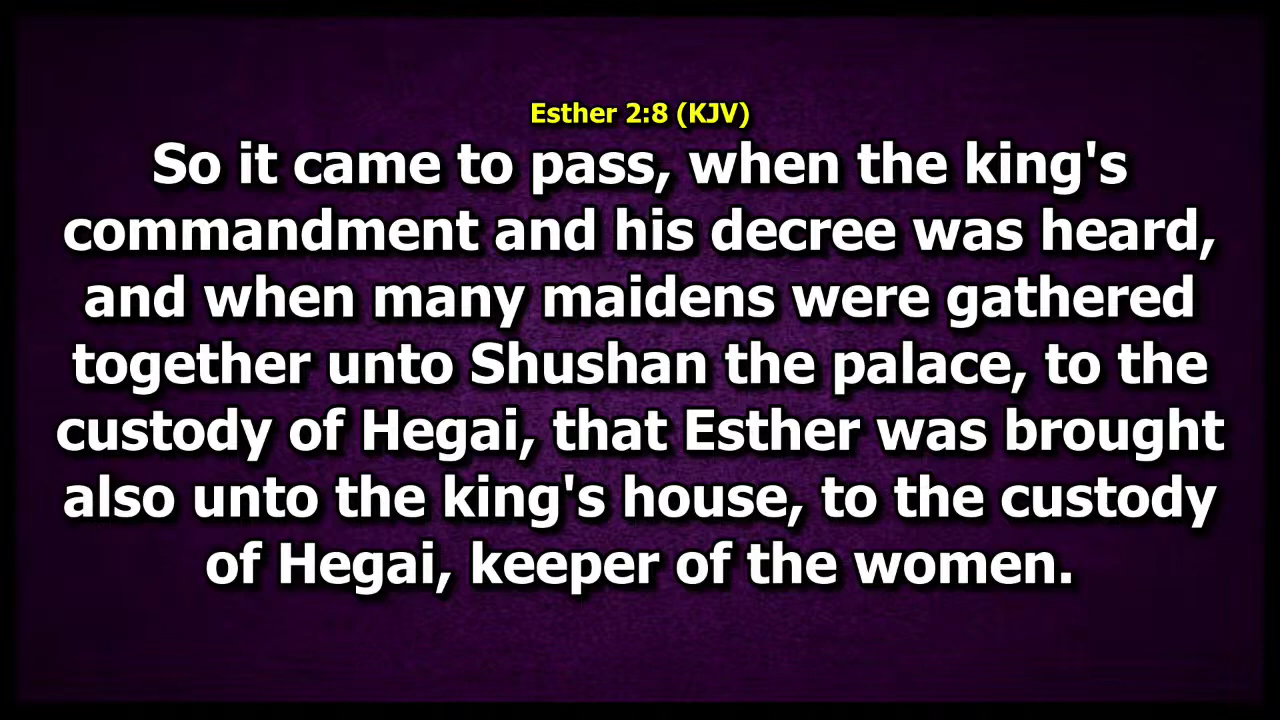 Esther 2:8 (KJV)
So it came to pass, when the king's
commandment and his decree was heard,
and when many maidens were gathered
together unto Shushan the palace, to the
custody of Hegai, that Esther was brought
also unto the king's house, to the custody
of Hegai, keeper of the women.